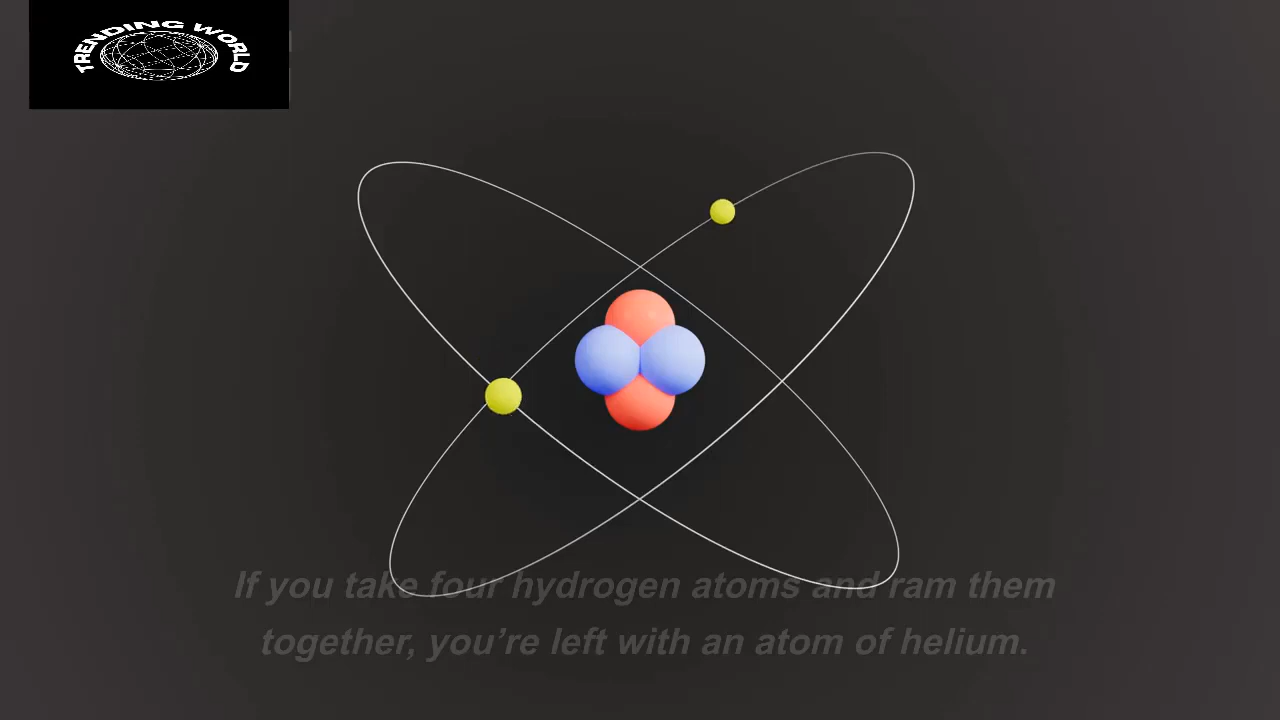 TRENDING WORLD
If you take four hydrogen atoms and ram them
together, you’re left with an atom of helium.